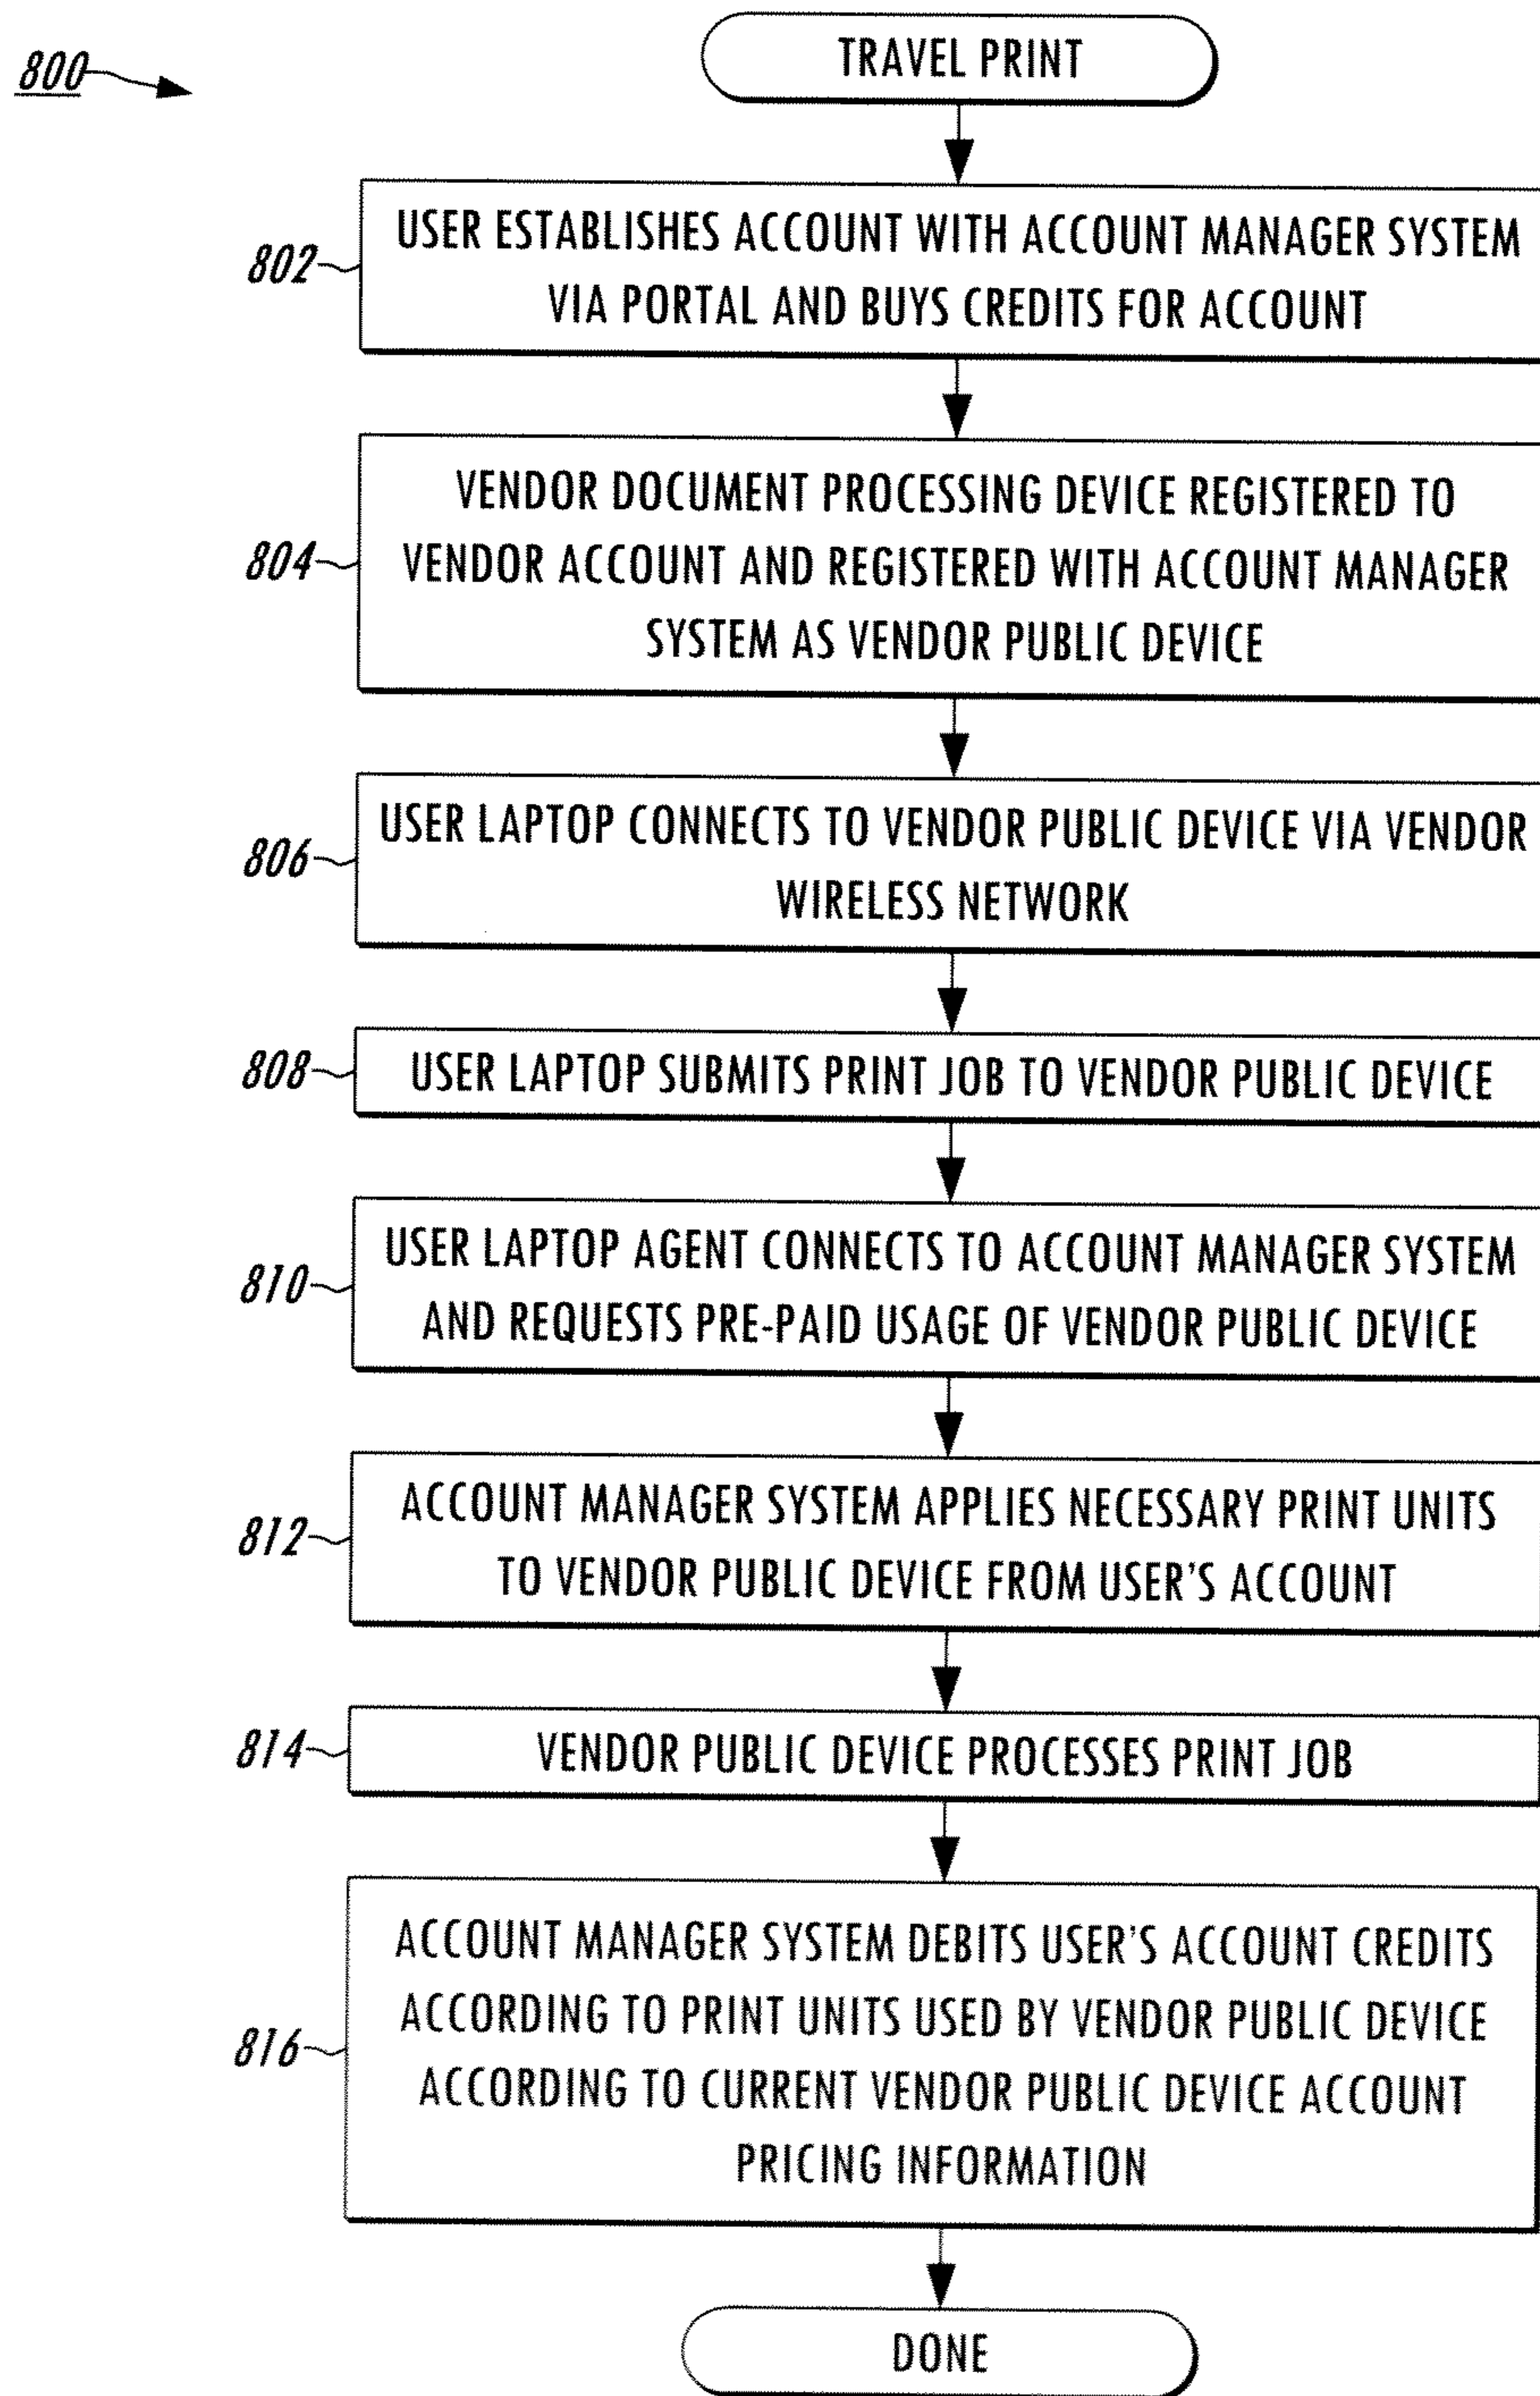 800
TRAVEL PRINT
802
USER ESTABLISHES ACCOUNT WITH ACCOUNT MANAGER SYSTEM
VIA PORTAL AND BUYS CREDITS FOR ACCOUNT
804
VENDOR DOCUMENT PROCESSING DEVICE REGISTERED TO
VENDOR ACCOUNT AND REGISTERED WITH ACCOUNT MANAGER
SYSTEM AS VENDOR PUBLIC DEVICE
806
USER LAPTOP CONNECTS TO VENDOR PUBLIC DEVICE VIA VENDOR
WIRELESS NETWORK
808
USER LAPTOP SUBMITS PRINT JOB TO VENDOR PUBLIC DEVICE
810
USER LAPTOP AGENT CONNECTS TO ACCOUNT MANAGER SYSTEM
AND REQUESTS PRE-PAID USAGE OF VENDOR PUBLIC DEVICE
812
ACCOUNT MANAGER SYSTEM APPLIES NECESSARY PRINT UNITS
TO VENDOR PUBLIC DEVICE FROM USER'S ACCOUNT
814
VENDOR PUBLIC DEVICE PROCESSES PRINT JOB
816
ACCOUNT MANAGER SYSTEM DEBITS USER'S ACCOUNT CREDITS
ACCORDING TO PRINT UNITS USED BY VENDOR PUBLIC DEVICE
ACCORDING TO CURRENT VENDOR PUBLIC DEVICE ACCOUNT
PRICING INFORMATION
DONE